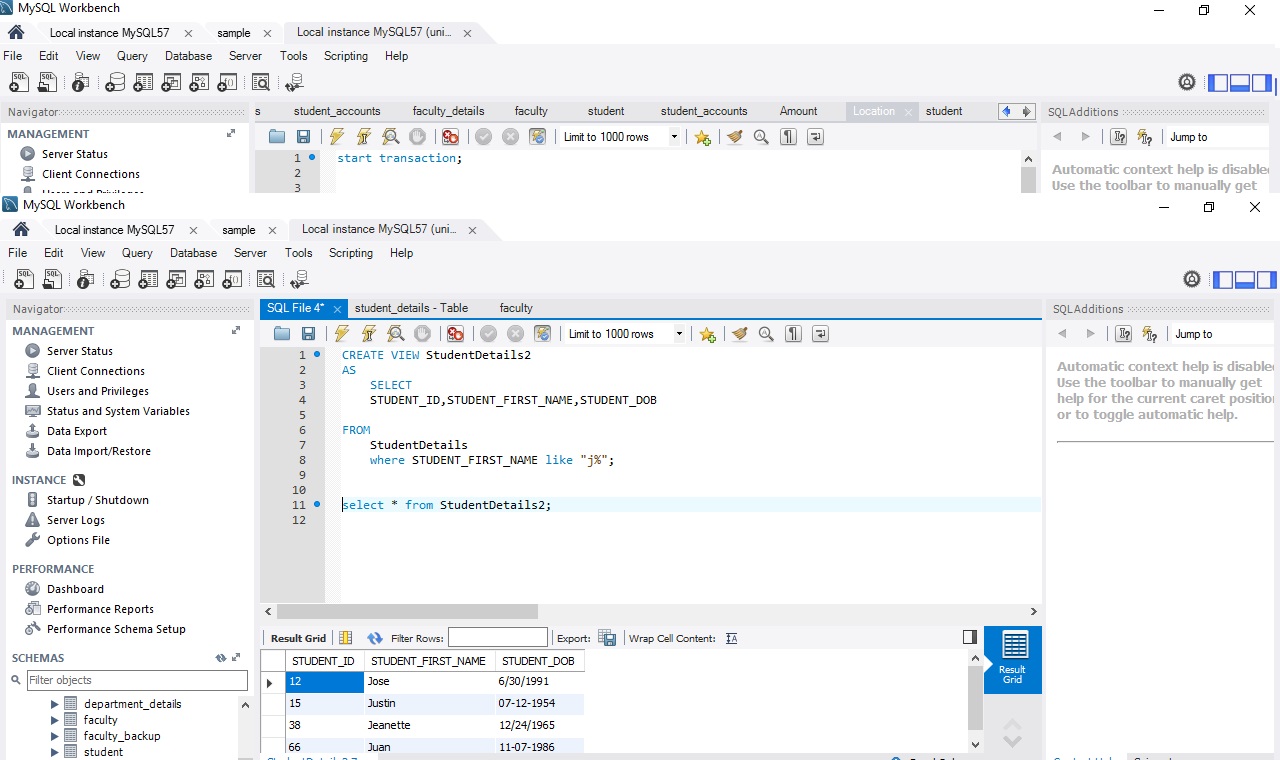 MySQL Workbench
Local instance MySQL57 × sample × Local instance MySQL57 (uni... ×
File Edit View Query Database Server Tools Scripting Help
Navigator s student_accounts faculty_details faculty student student_accounts Amount Location × student SQLAdditions
MANAGEMENT Limit to 1000 rows Jump to
Server Status 1 start transaction;
Client Connections 2 Automatic context help is disable
Users and Privileges 3 Use the toolbar to manually get
MySQL Workbench
Local instance MySQL57 × sample × Local instance MySQL57 (uni... ×
File Edit View Query Database Server Tools Scripting Help
Navigator SQL File 4* × student_details - Table faculty SQLAdditions
MANAGEMENT Limit to 1000 rows Jump to
Server Status
Client Connections
Users and Privileges
Status and System Variables
Data Export
Data Import/Restore
INSTANCE
Startup / Shutdown
Server Logs
Options File
PERFORMANCE
Dashboard
Performance Reports
Performance Schema Setup
SCHEMAS
Filter objects
department_details
faculty
faculty_backup
student
1 CREATE VIEW StudentDetails2
2 AS
3 SELECT
4 STUDENT_ID,STUDENT_FIRST_NAME,STUDENT_DOB
5
6 FROM
7 StudentDetails
8 where STUDENT_FIRST_NAME like "j%";
9
10
11 select * from StudentDetails2;
12
Automatic context help is disable
Use the toolbar to manually get
help for the current caret position
or to toggle automatic help.
Result Grid Filter Rows: Export: Wrap Cell Content: IA
STUDENT_ID STUDENT_FIRST_NAME STUDENT_DOB
12 Jose 6/30/1991
15 Justin 07-12-1954
38 Jeanette 12/24/1965
66 Juan 11-07-1986
Result
Grid